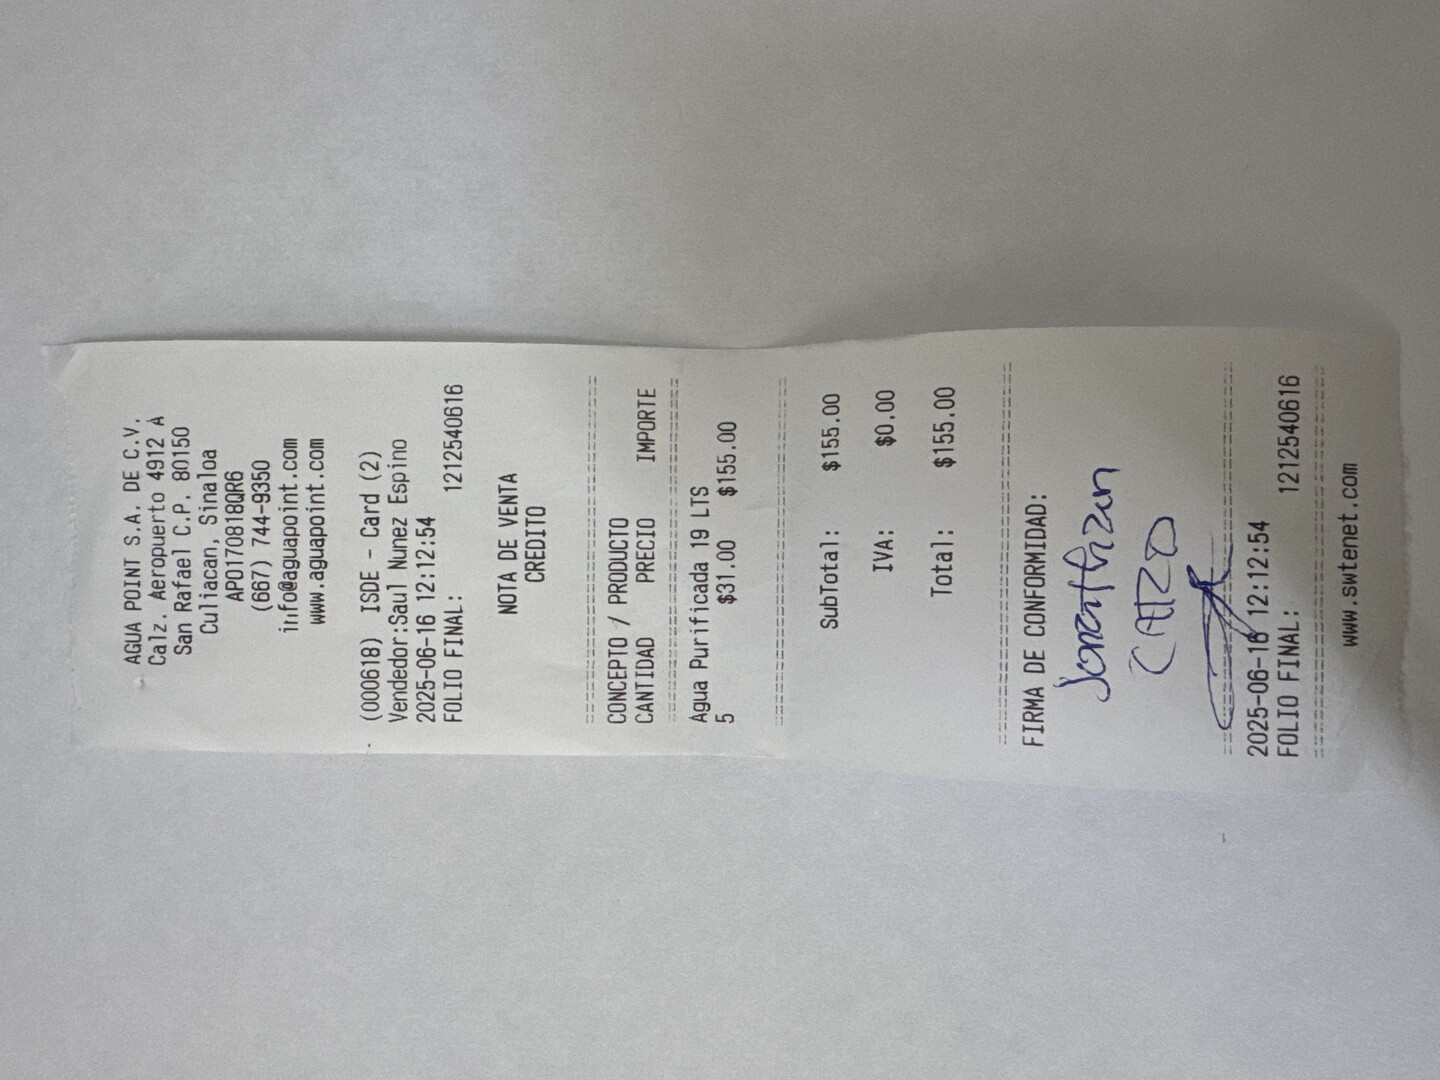 AGUA POINT S.A. DE C.V.
Calz. Aeropuerto 4912 A
San Rafael C.P. 80150
Culiacan, Sinaloa
APO170818QR6
(667) 744-9350
info@aguapoint.com
www.aguapoint.com
(000618) ISDE - Card (2)
Vendedor:Saul Nunez Espino
2025-06-16 12:12:54
FOLIO FINAL: 1212540616
NOTA DE VENTA
CREDITO
CONCEPTO / PRODUCTO
CANTIDAD PRECIO IMPORTE
Agua Purificada 19 LTS
5 $31.00 $155.00
SubTotal: $155.00
IVA: $0.00
Total: $155.00
FIRMA DE CONFORMIDAD:
Jonathan
2025-06-16 12:12:54
FOLIO FINAL: 1212540616
www.swtenet.com